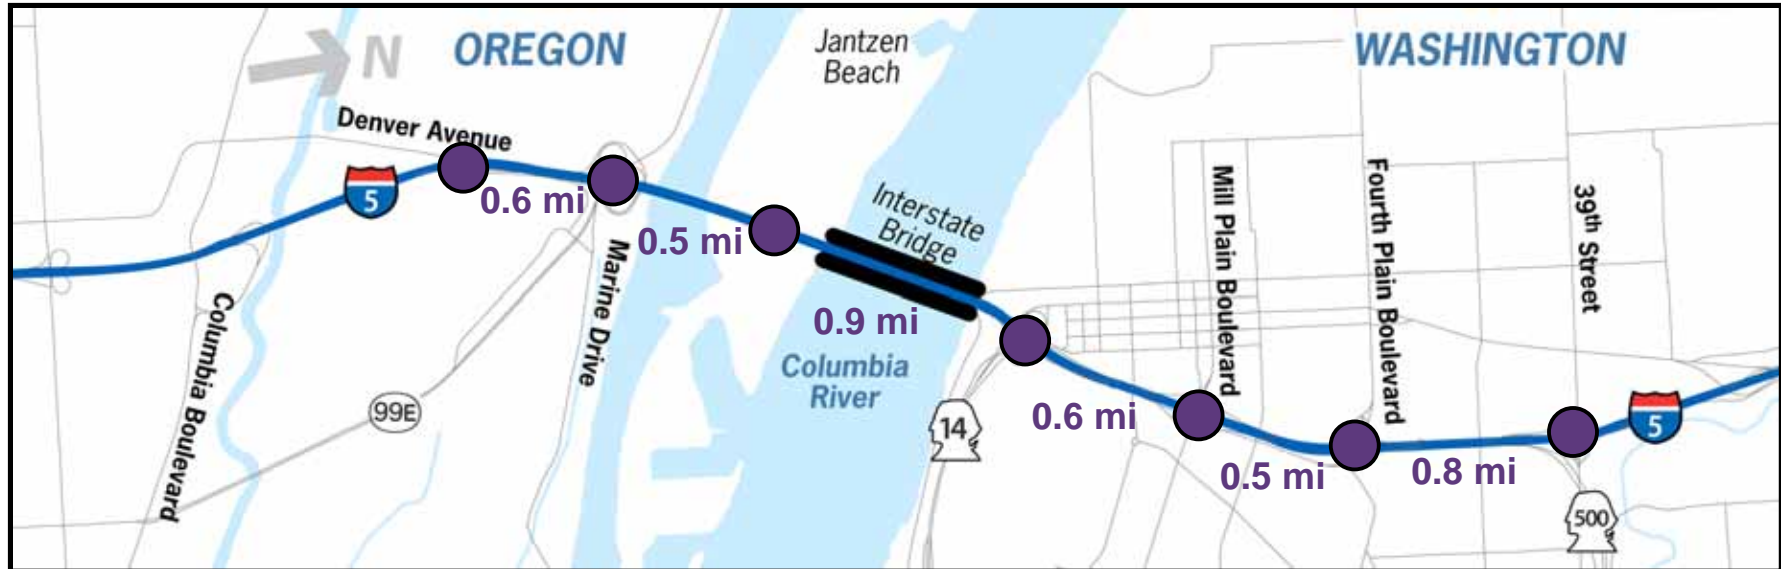 N
OREGON
Jantzen
Beach
WASHINGTON
Denver Avenue
5
0.6 mi
0.5 mi
Interstate
Bridge
0.9 mi
Columbia
River
Marine Drive
Columbia Boulevard
99E
14
0.6 mi
Mill Plain Boulevard
0.5 mi
Fourth Plain Boulevard
0.8 mi
39th Street
5
500